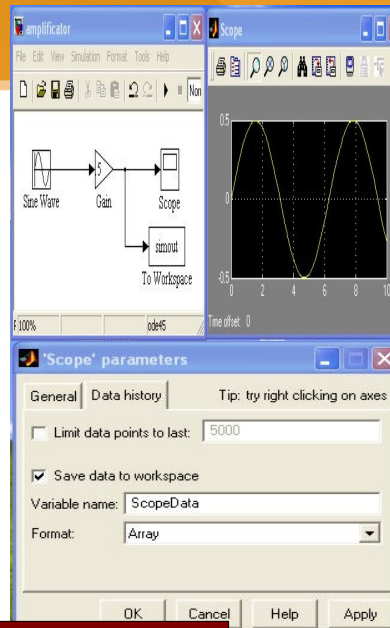 amplificator
File Edit View Simulation Format Tools Help
Nor
Sine Wave
5
Gain
Scope
simout
To Workspace
100%
ode45
Scope
0.5
0
-0.5
0 2 4 6 8 10
Time offset: 0
'Scope' parameters
General
Data history
Tip: try right clicking on axes
Limit data points to last: 5000
Save data to workspace
Variable name: ScopeData
Format: Array
OK Cancel Help Apply